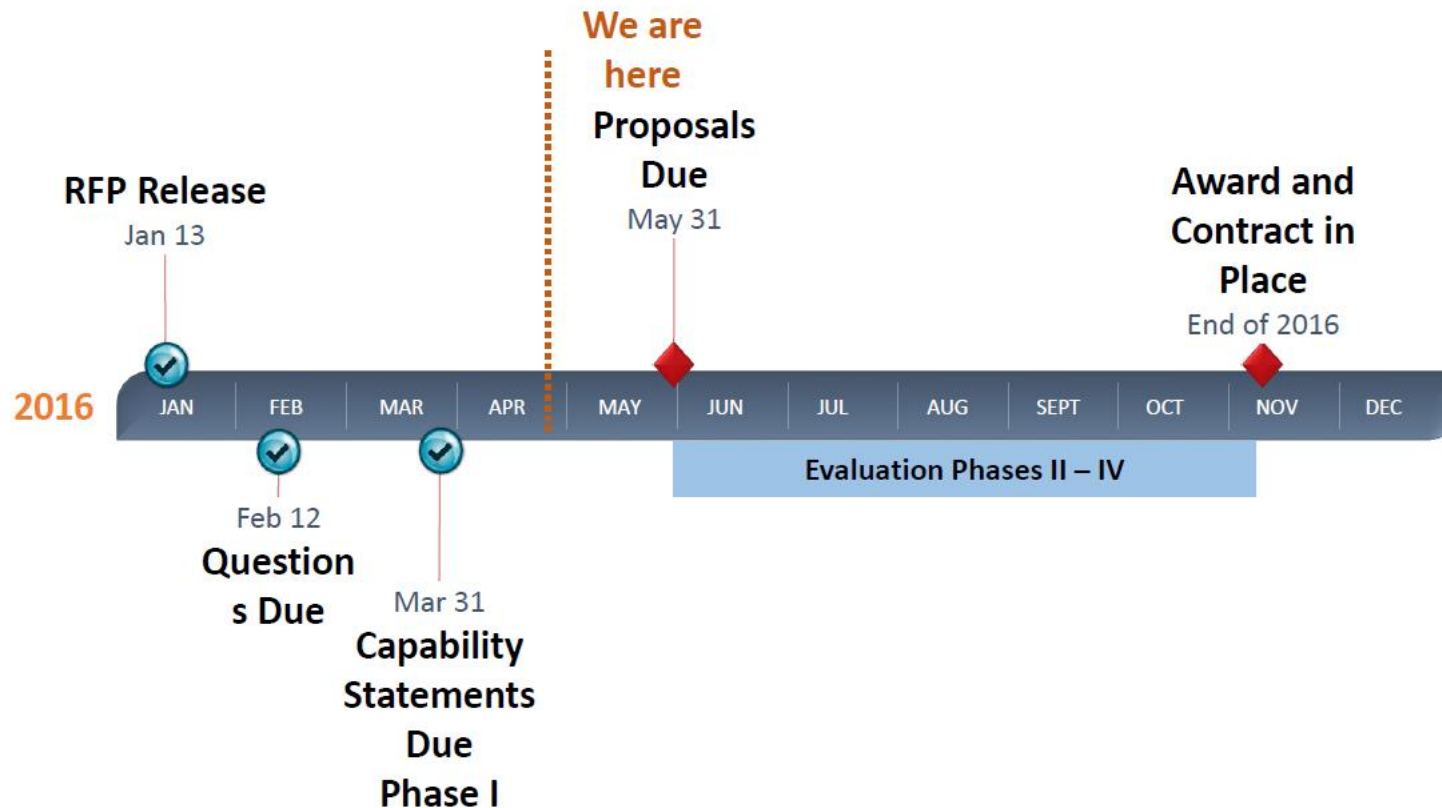 We are
here
Proposals
Due
May 31
RFP Release
Jan 13
Award and
Contract in
Place
End of 2016
2016
JAN FEB MAR APR MAY JUN JUL AUG SEPT OCT NOV DEC
Evaluation Phases II – IV
Feb 12
Question
s Due
Mar 31
Capability
Statements
Due
Phase I